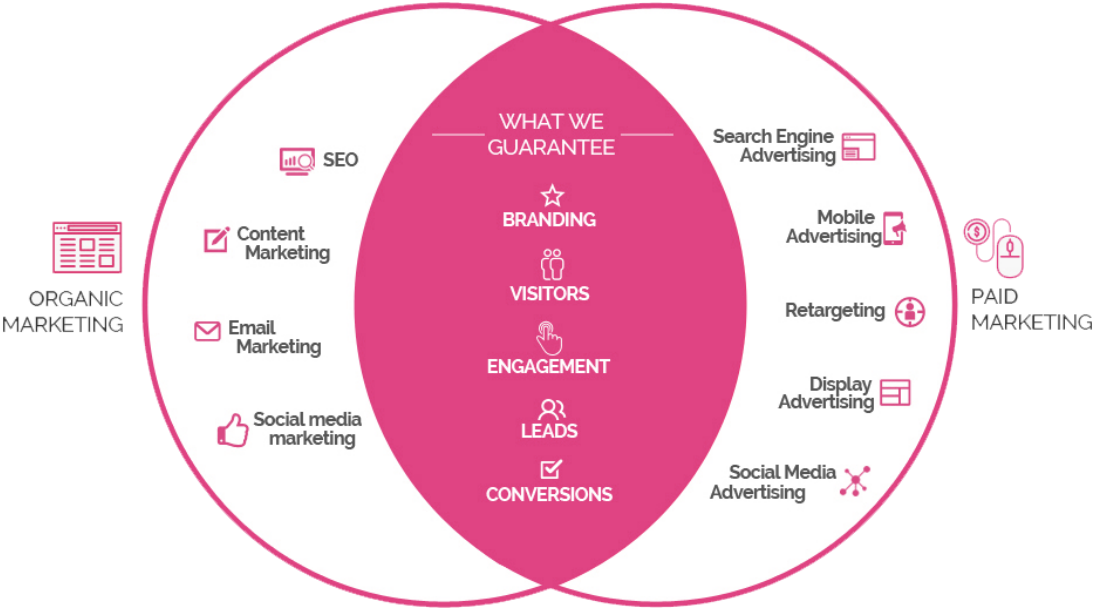 ORGANIC
MARKETING
SEO
Content
Marketing
Email
Marketing
Social media
marketing
WHAT WE
GUARANTEE
BRANDING
VISITORS
ENGAGEMENT
LEADS
CONVERSIONS
Search Engine
Advertising
Mobile
Advertising
Retargeting
Display
Advertising
Social Media
Advertising
PAID
MARKETING
$